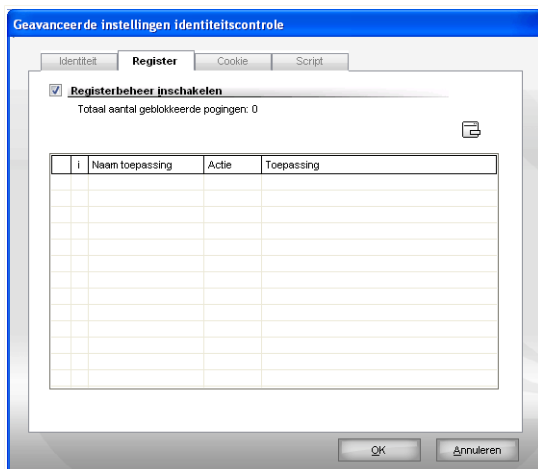 Geavanceerde instellingen identiteitscontrole
Identiteit Register Cookie Script
Registerbeheer inschakelen
Totaal aantal geblokkeerde pogingen: 0
i Naam toepassing Actie Toepassing
OK Annuleren